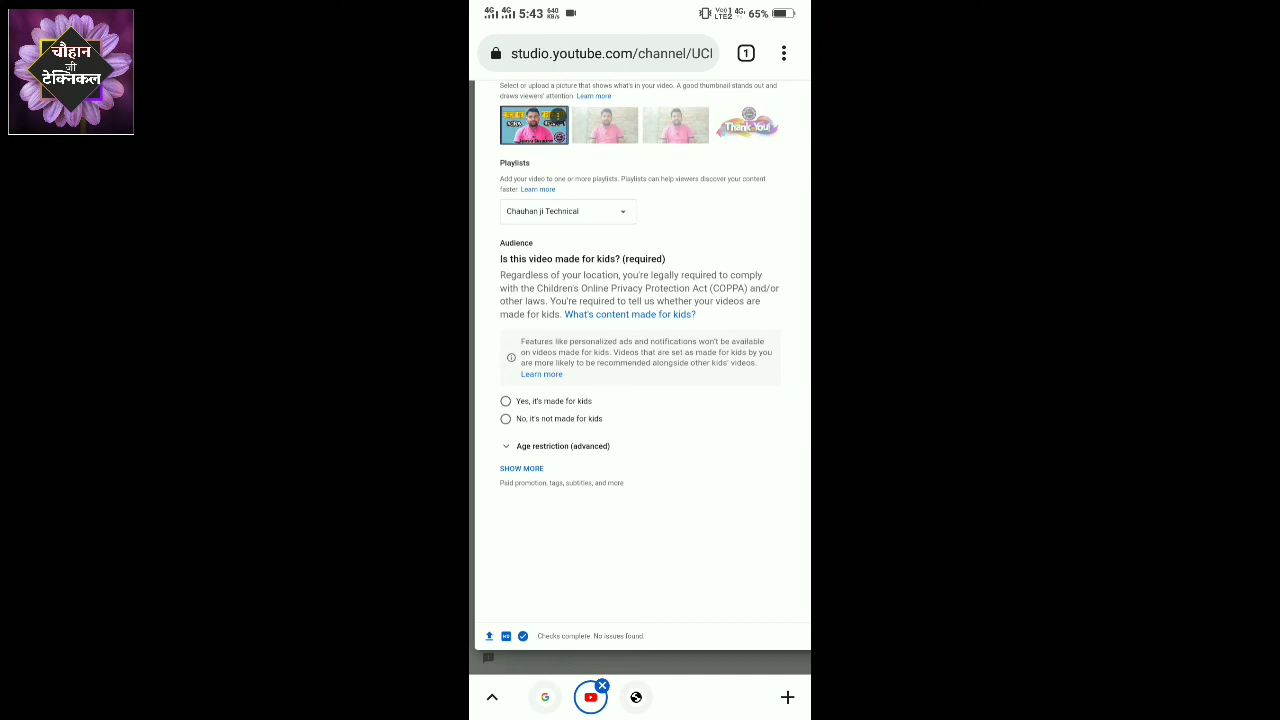 चौहान
जी
टेक्निकल
4G 4G 5:43 640 KB/s
Vo) 1 LTE2 4G 65%
studio.youtube.com/channel/UCI
1
Select or upload a picture that shows what's in your video. A good thumbnail stands out and
draws viewers' attention. Learn more
Thank You!
Playlists
Add your video to one or more playlists. Playlists can help viewers discover your content
faster. Learn more
Chauhan ji Technical
Audience
Is this video made for kids? (required)
Regardless of your location, you're legally required to comply
with the Children's Online Privacy Protection Act (COPPA) and/or
other laws. You're required to tell us whether your videos are
made for kids. What's content made for kids?
Features like personalized ads and notifications won't be available
on videos made for kids. Videos that are set as made for kids by you
are more likely to be recommended alongside other kids' videos.
Learn more
Yes, it's made for kids
No, it's not made for kids
Age restriction (advanced)
SHOW MORE
Paid promotion, tags, subtitles, and more
HD Checks complete. No issues found.